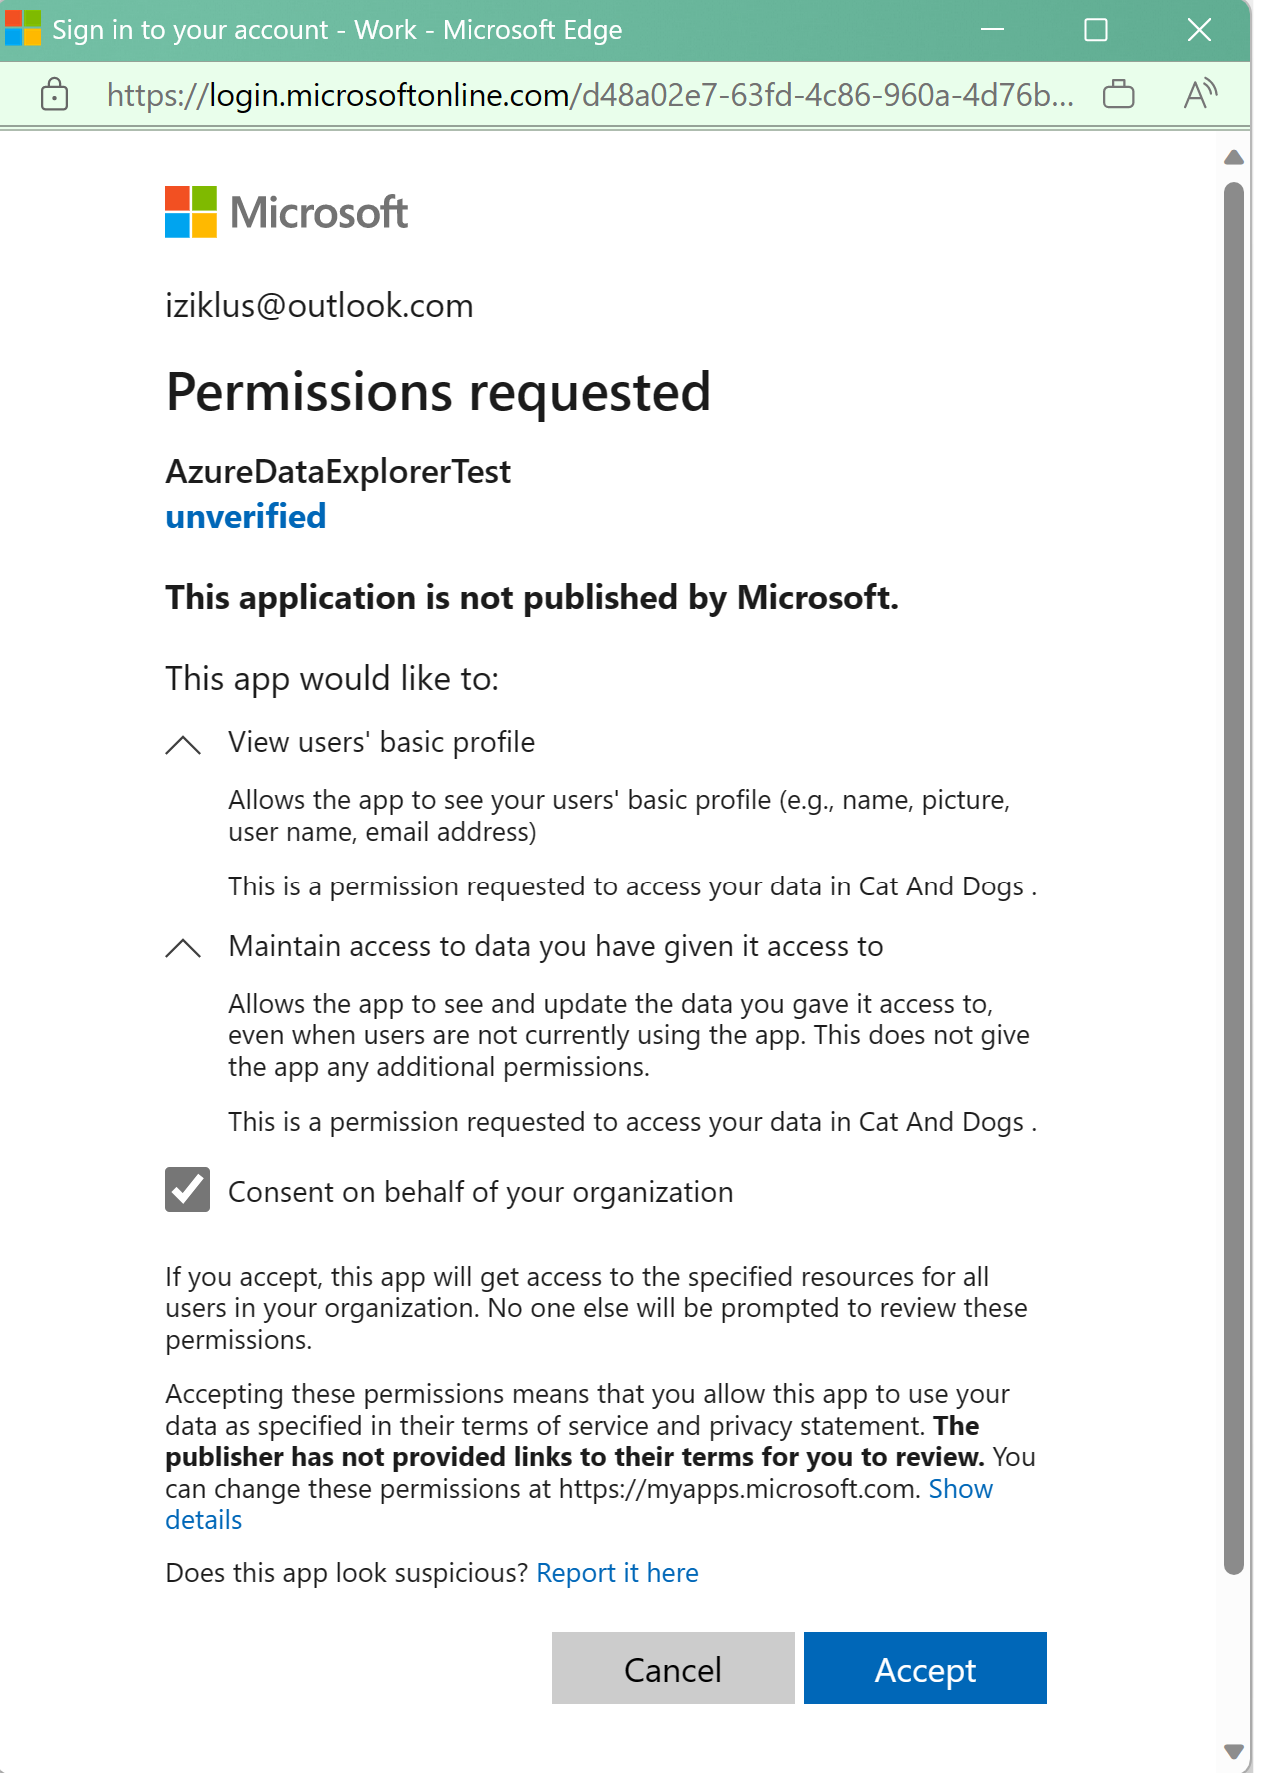 Sign in to your account - Work - Microsoft Edge
https://login.microsoftonline.com/d48a02e7-63fd-4c86-960a-4d76b...
Microsoft
iziklus@outlook.com
Permissions requested
AzureDataExplorerTest
unverified
This application is not published by Microsoft.
This app would like to:
View users' basic profile
Allows the app to see your users' basic profile (e.g., name, picture,
user name, email address)
This is a permission requested to access your data in Cat And Dogs .
Maintain access to data you have given it access to
Allows the app to see and update the data you gave it access to,
even when users are not currently using the app. This does not give
the app any additional permissions.
This is a permission requested to access your data in Cat And Dogs .
Consent on behalf of your organization
If you accept, this app will get access to the specified resources for all
users in your organization. No one else will be prompted to review these
permissions.
Accepting these permissions means that you allow this app to use your
data as specified in their terms of service and privacy statement. The
publisher has not provided links to their terms for you to review. You
can change these permissions at https://myapps.microsoft.com. Show
details
Does this app look suspicious? Report it here
Cancel Accept